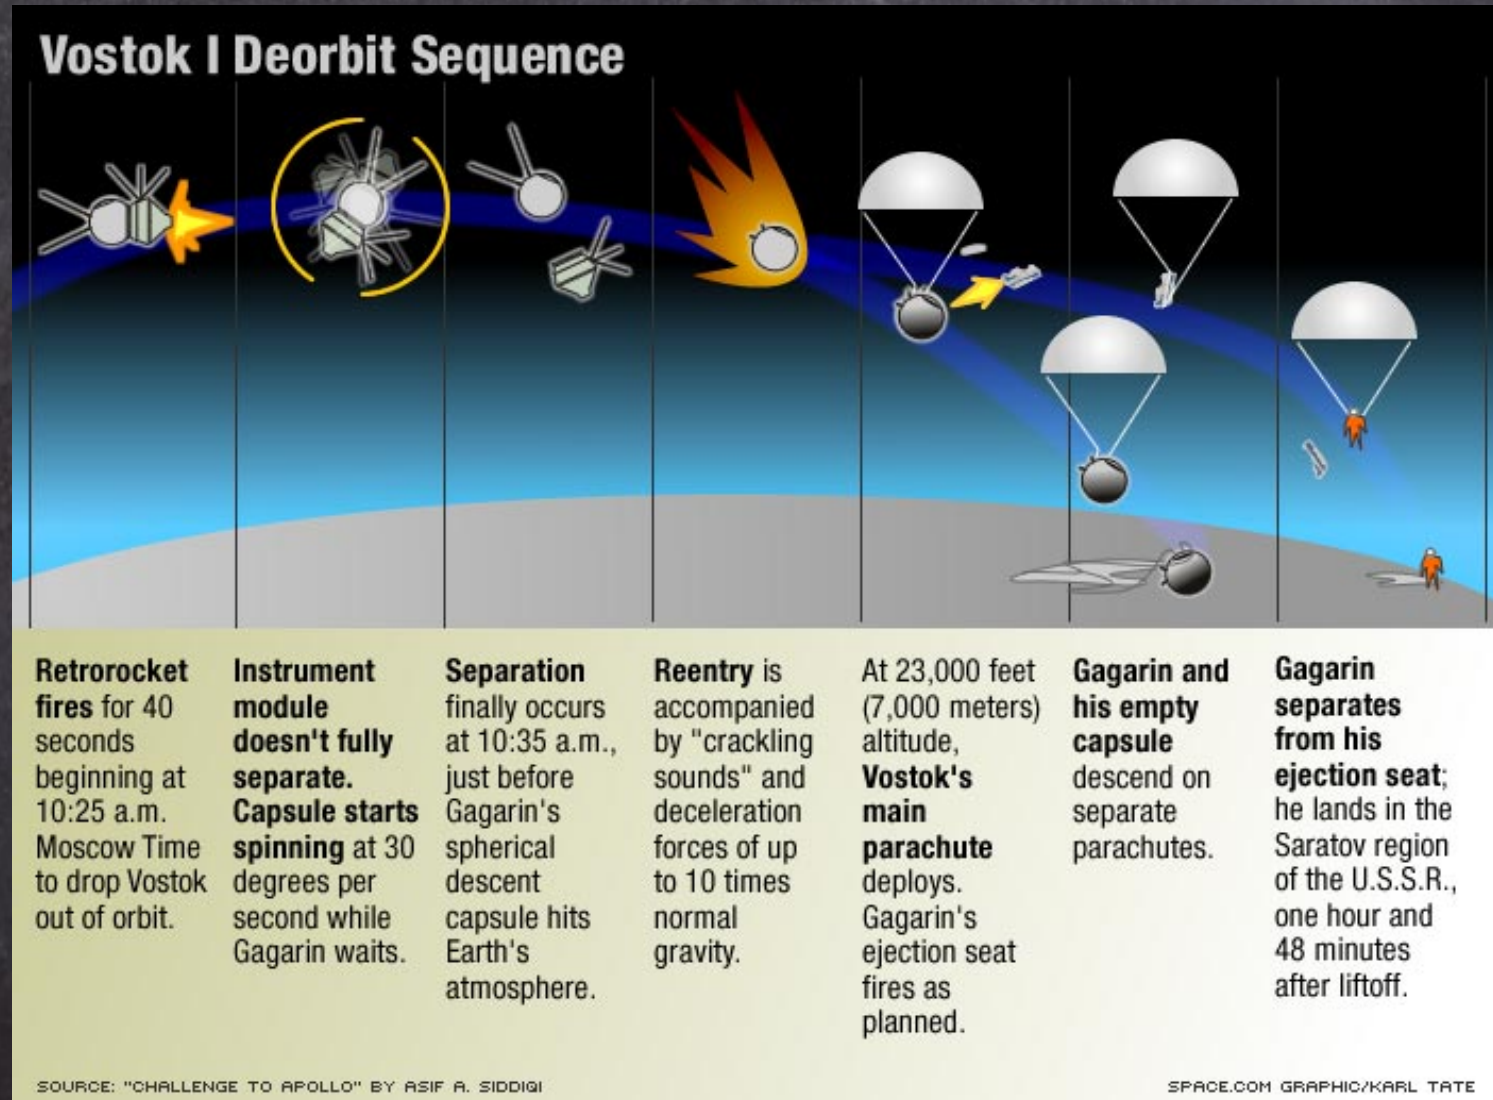 Vostok I Deorbit Sequence
Retrorocket
fires for 40
seconds
beginning at
10:25 a.m.
Moscow Time
to drop Vostok
out of orbit.
Instrument
module
doesn't fully
separate.
Capsule starts
spinning at 30
degrees per
second while
Gagarin waits.
Separation
finally occurs
at 10:35 a.m.,
just before
Gagarin's
spherical
descent
capsule hits
Earth's
atmosphere.
Reentry is
accompanied
by "crackling
sounds" and
deceleration
forces of up
to 10 times
normal
gravity.
At 23,000 feet
(7,000 meters)
altitude,
Vostok's
main
parachute
deploys.
Gagarin's
ejection seat
fires as
planned.
Gagarin and
his empty
capsule
descend on
separate
parachutes.
Gagarin
separates
from his
ejection seat;
he lands in the
Saratov region
of the U.S.S.R.,
one hour and
48 minutes
after liftoff.
SOURCE: "CHALLENGE TO APOLLO" BY ASIF A. SIDDIQI
SPACE.COM GRAPHIC/KARL TATE